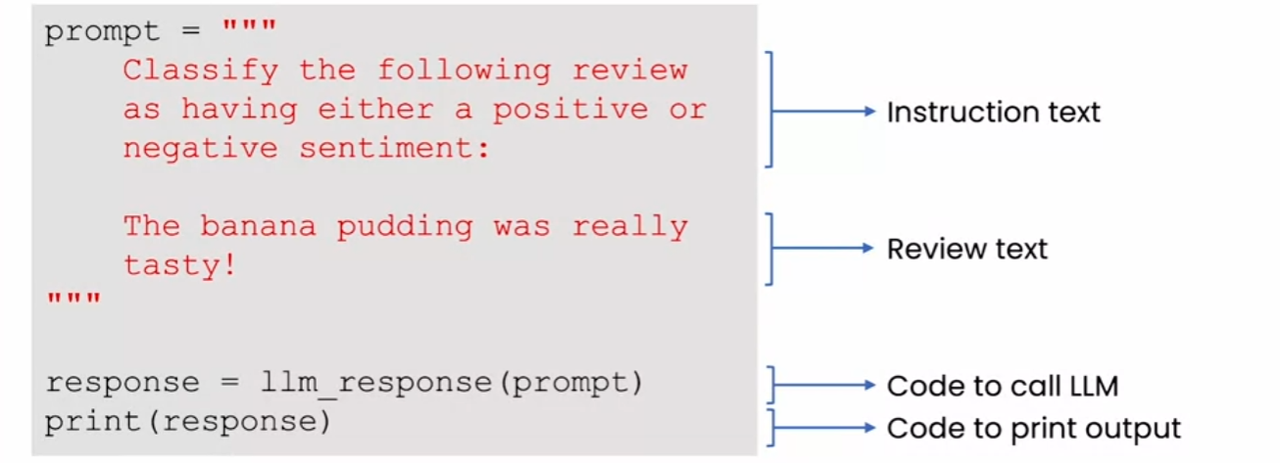 prompt = """
Classify the following review
as having either a positive or
negative sentiment:
Instruction text
The banana pudding was really
tasty!
Review text
"""
response = llm_response(prompt)
Code to call LLM
print(response)
Code to print output